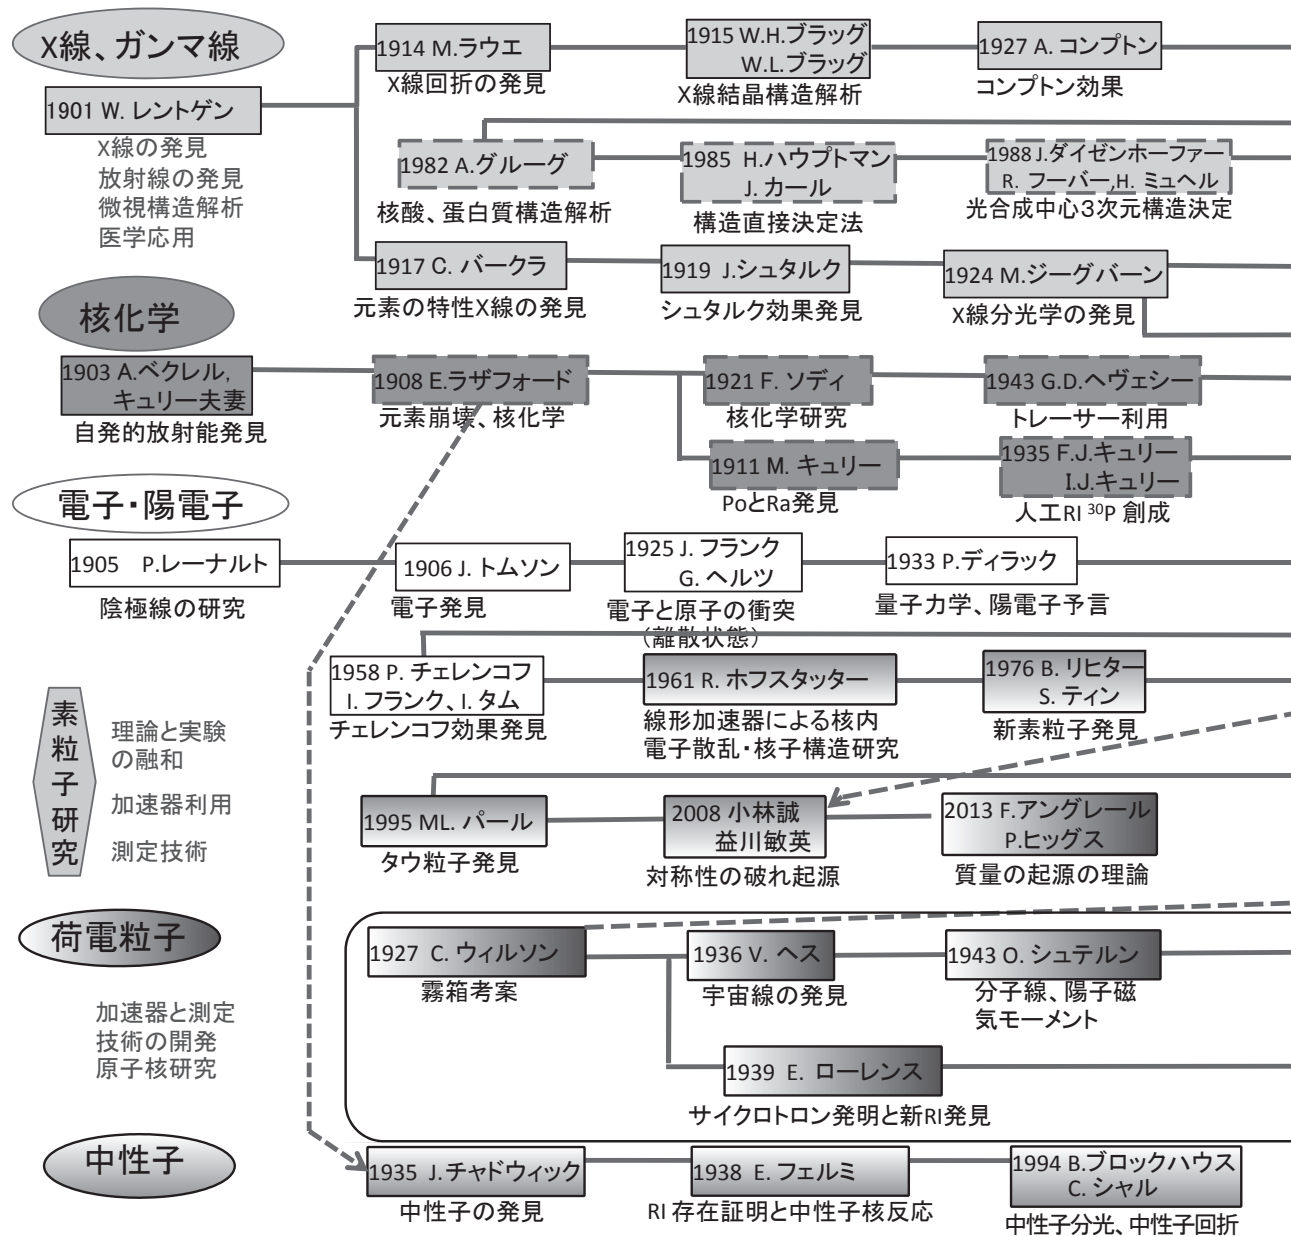 X線、ガンマ線
1901 W. レントゲン
X線の発見
放射線の発見
微視構造解析
医学応用
1914 M.ラウエ
X線回折の発見
1915 W.H.ブラッグ
W.L.ブラッグ
X線結晶構造解析
1927 A. コンプトン
コンプトン効果
1982 A.グルーグ
核酸、蛋白質構造解析
1985 H.ハウプトマン
J. カール
構造直接決定法
1988 J.ダイゼンホーファー
R. フーバー,H. ミュヘル
光合成中心3次元構造決定
1917 C. バークラ
元素の特性X線の発見
1919 J.シュタルク
シュタルク効果発見
1924 M.ジーグバーン
X線分光学の発見
核化学
1903 A.ベクレル,
キュリー夫妻
自発的放射能発見
1908 E.ラザフォード
元素崩壊、核化学
1921 F. ソディ
核化学研究
1943 G.D.ヘヴェシー
トレーサー利用
1911 M. キュリー
PoとRa発見
1935 F.J.キュリー
I.J.キュリー
人工RI ³⁰P 創成
電子・陽電子
1905 P.レーナルト
陰極線の研究
1906 J. トムソン
電子発見
1925 J. フランク
G. ヘルツ
電子と原子の衝突
(離散状態)
1933 P.ディラック
量子力学、陽電子予言
1958 P. チェレンコフ
I. フランク、I. タム
チェレンコフ効果発見
1961 R. ホフスタッター
線形加速器による核内
電子散乱・核子構造研究
1976 B. リヒター
S. ティン
新素粒子発見
素粒子研究
理論と実験
の融和
加速器利用
測定技術
1995 ML. パール
タウ粒子発見
2008 小林誠
益川敏英
対称性の破れ起源
2013 F.アングレール
P.ヒッグス
質量の起源の理論
荷電粒子
加速器と測定
技術の開発
原子核研究
1927 C. ウィルソン
霧箱考案
1936 V. ヘス
宇宙線の発見
1943 O. シュテルン
分子線、陽子磁
気モーメント
1939 E. ローレンス
サイクロトロン発明と新RI発見
中性子
1935 J.チャドウィック
中性子の発見
1938 E. フェルミ
RI 存在証明と中性子核反応
1994 B.ブロックハウス
C. シャル
中性子分光、中性子回折